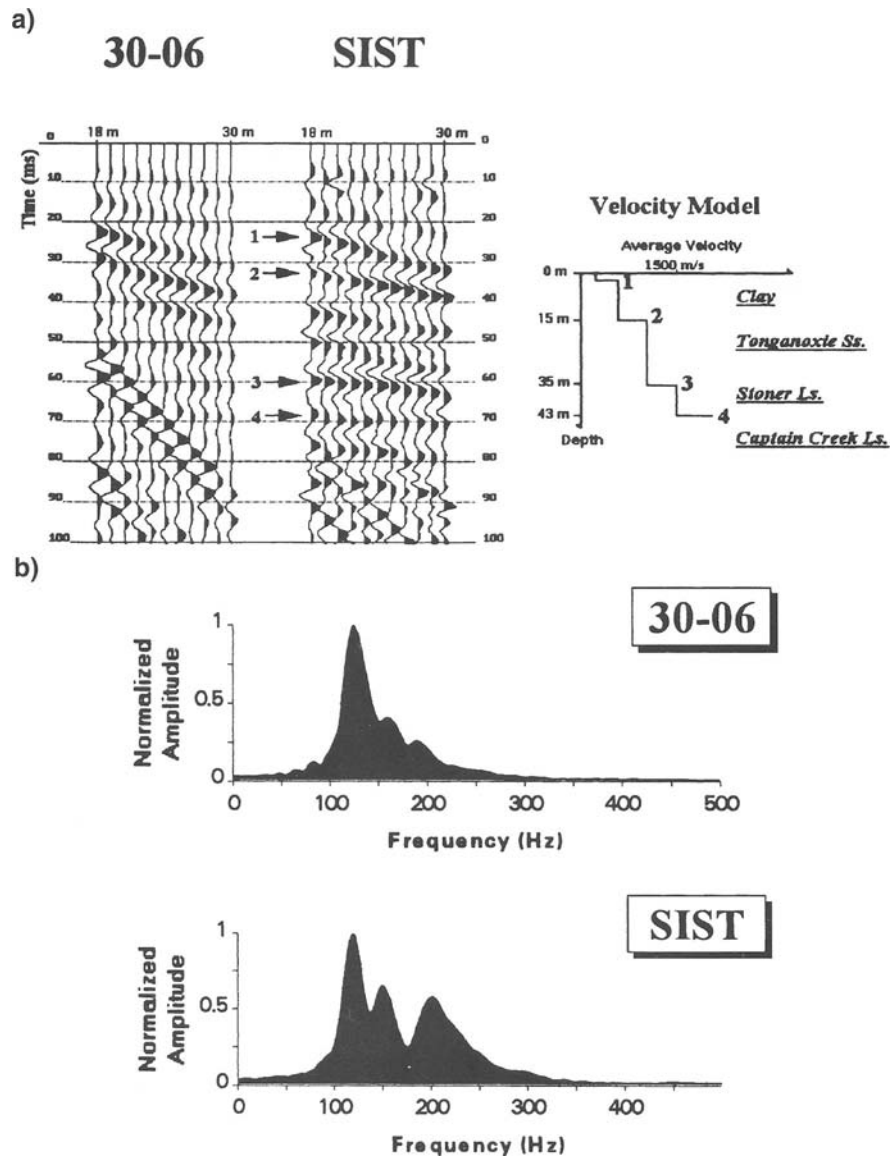 a)
30-06 SIST
0 18 m 30 m 18 m 30 m 0
Time (ms)
10 10
20 20
1
30 30
2
40 40
50 50
60 3 60
70 4 70
80 80
90 90
100 100
Velocity Model
Average Velocity
1500 m/s
0 m 1 Clay
15 m 2 Tonganoxie Ss.
35 m 3 Stoner Ls.
43 m 4 Captain Creek Ls.
Depth
b)
30-06
Normalized
Amplitude
1
0.5
0
0 100 200 300 400 500
Frequency (Hz)
SIST
Normalized
Amplitude
1
0.5
0
0 100 200 300 400
Frequency (Hz)